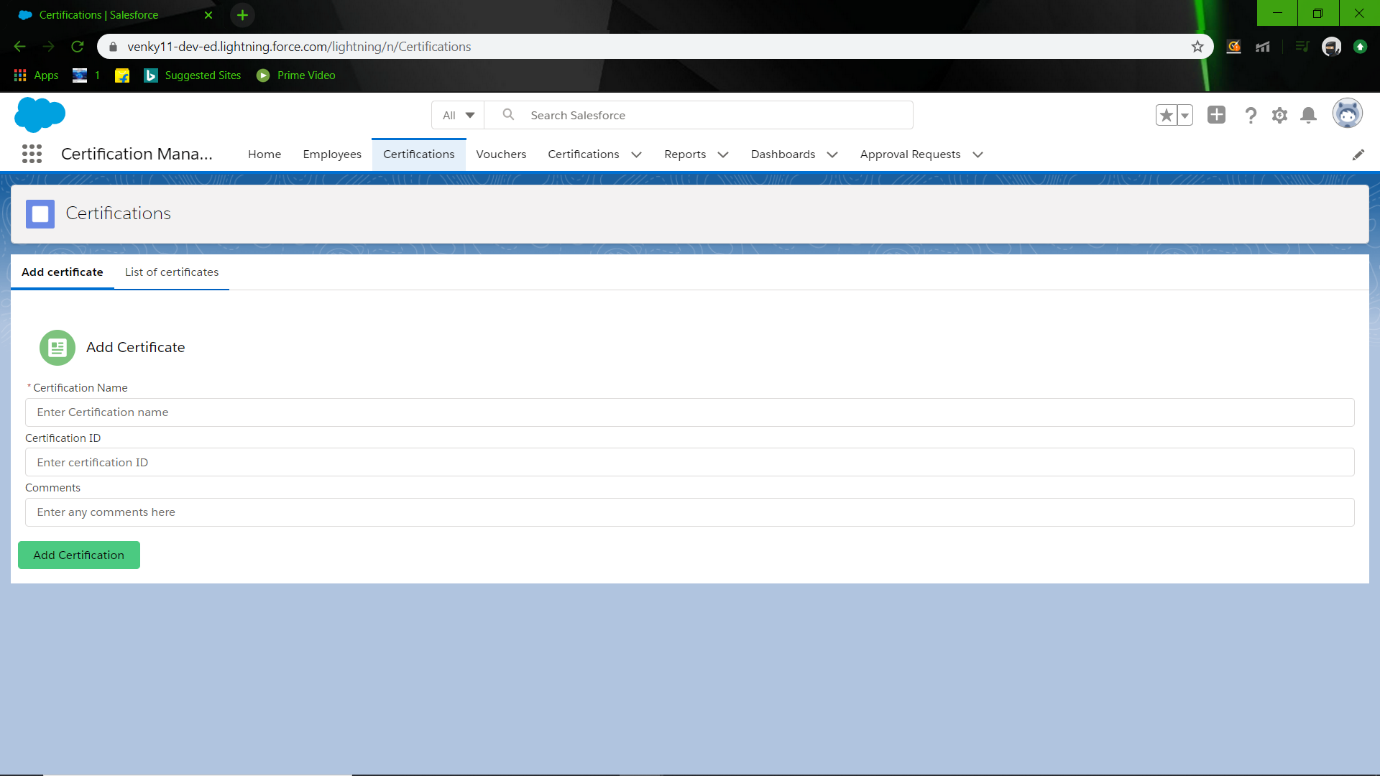 Certifications | Salesforce
venky11-dev-ed.lightning.force.com/lightning/n/Certifications
Apps 1 Suggested Sites Prime Video
All Search Salesforce
Certification Mana... Home Employees Certifications Vouchers Certifications Reports Dashboards Approval Requests
Certifications
Add certificate List of certificates
Add Certificate
* Certification Name
Enter Certification name
Certification ID
Enter certification ID
Comments
Enter any comments here
Add Certification